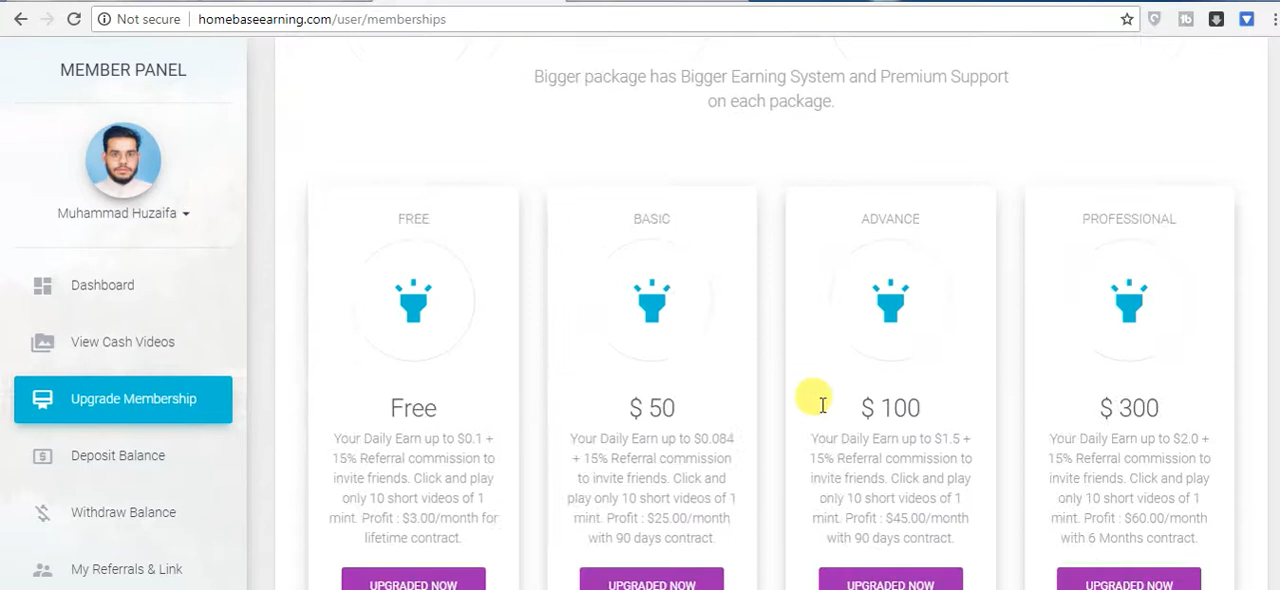 Not secure homebaseearning.com/user/memberships
MEMBER PANEL
Muhammad Huzaifa
Dashboard
View Cash Videos
Upgrade Membership
Deposit Balance
Withdraw Balance
My Referrals & Link
Bigger package has Bigger Earning System and Premium Support
on each package.
FREE
Free
Your Daily Earn up to $0.1 +
15% Referral commission to
invite friends. Click and play
only 10 short videos of 1
mint. Profit : $3.00/month for
lifetime contract.
UPGRADED NOW
BASIC
$ 50
Your Daily Earn up to $0.084
+ 15% Referral commission
to invite friends. Click and
play only 10 short videos of 1
mint. Profit : $25.00/month
with 90 days contract.
UPGRADED NOW
ADVANCE
$ 100
Your Daily Earn up to $1.5 +
15% Referral commission to
invite friends. Click and play
only 10 short videos of 1
mint. Profit : $45.00/month
with 90 days contract.
UPGRADED NOW
PROFESSIONAL
$ 300
Your Daily Earn up to $2.0 +
15% Referral commission to
invite friends. Click and play
only 10 short videos of 1
mint. Profit : $60.00/month
with 6 Months contract.
UPGRADED NOW